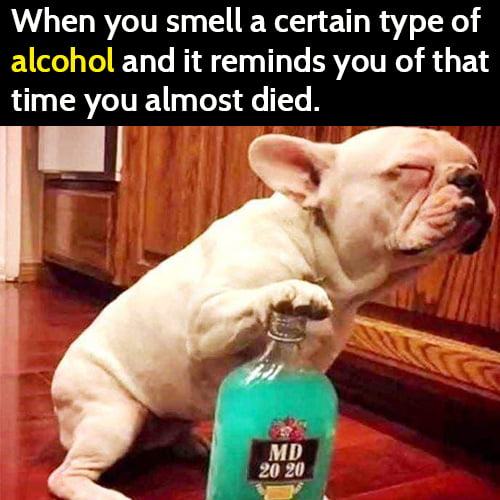 When you smell a certain type of
alcohol and it reminds you of that
time you almost died.
MD
20 20